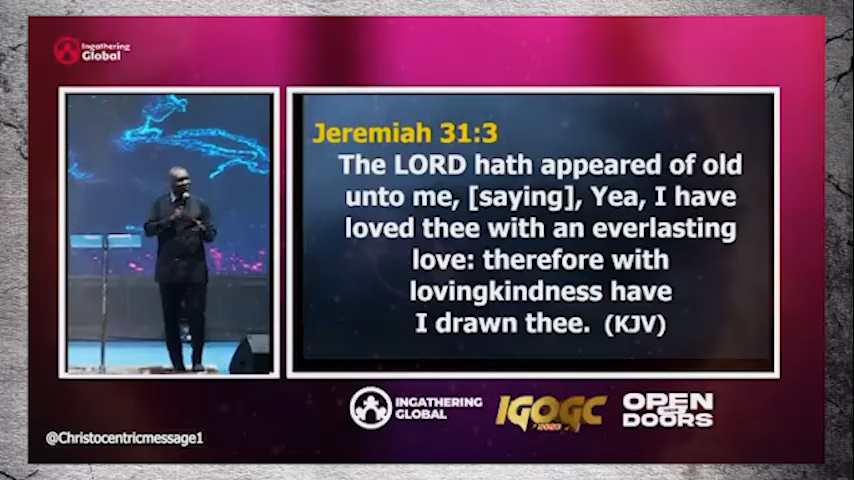 Ingathering
Global
Jeremiah 31:3
The LORD hath appeared of old
unto me, [saying], Yea, I have
loved thee with an everlasting
love: therefore with
lovingkindness have
I drawn thee. (KJV)
INGATHERING
GLOBAL
IGOGC
2023
OPEN
DOORS
@Christocentricmessage1